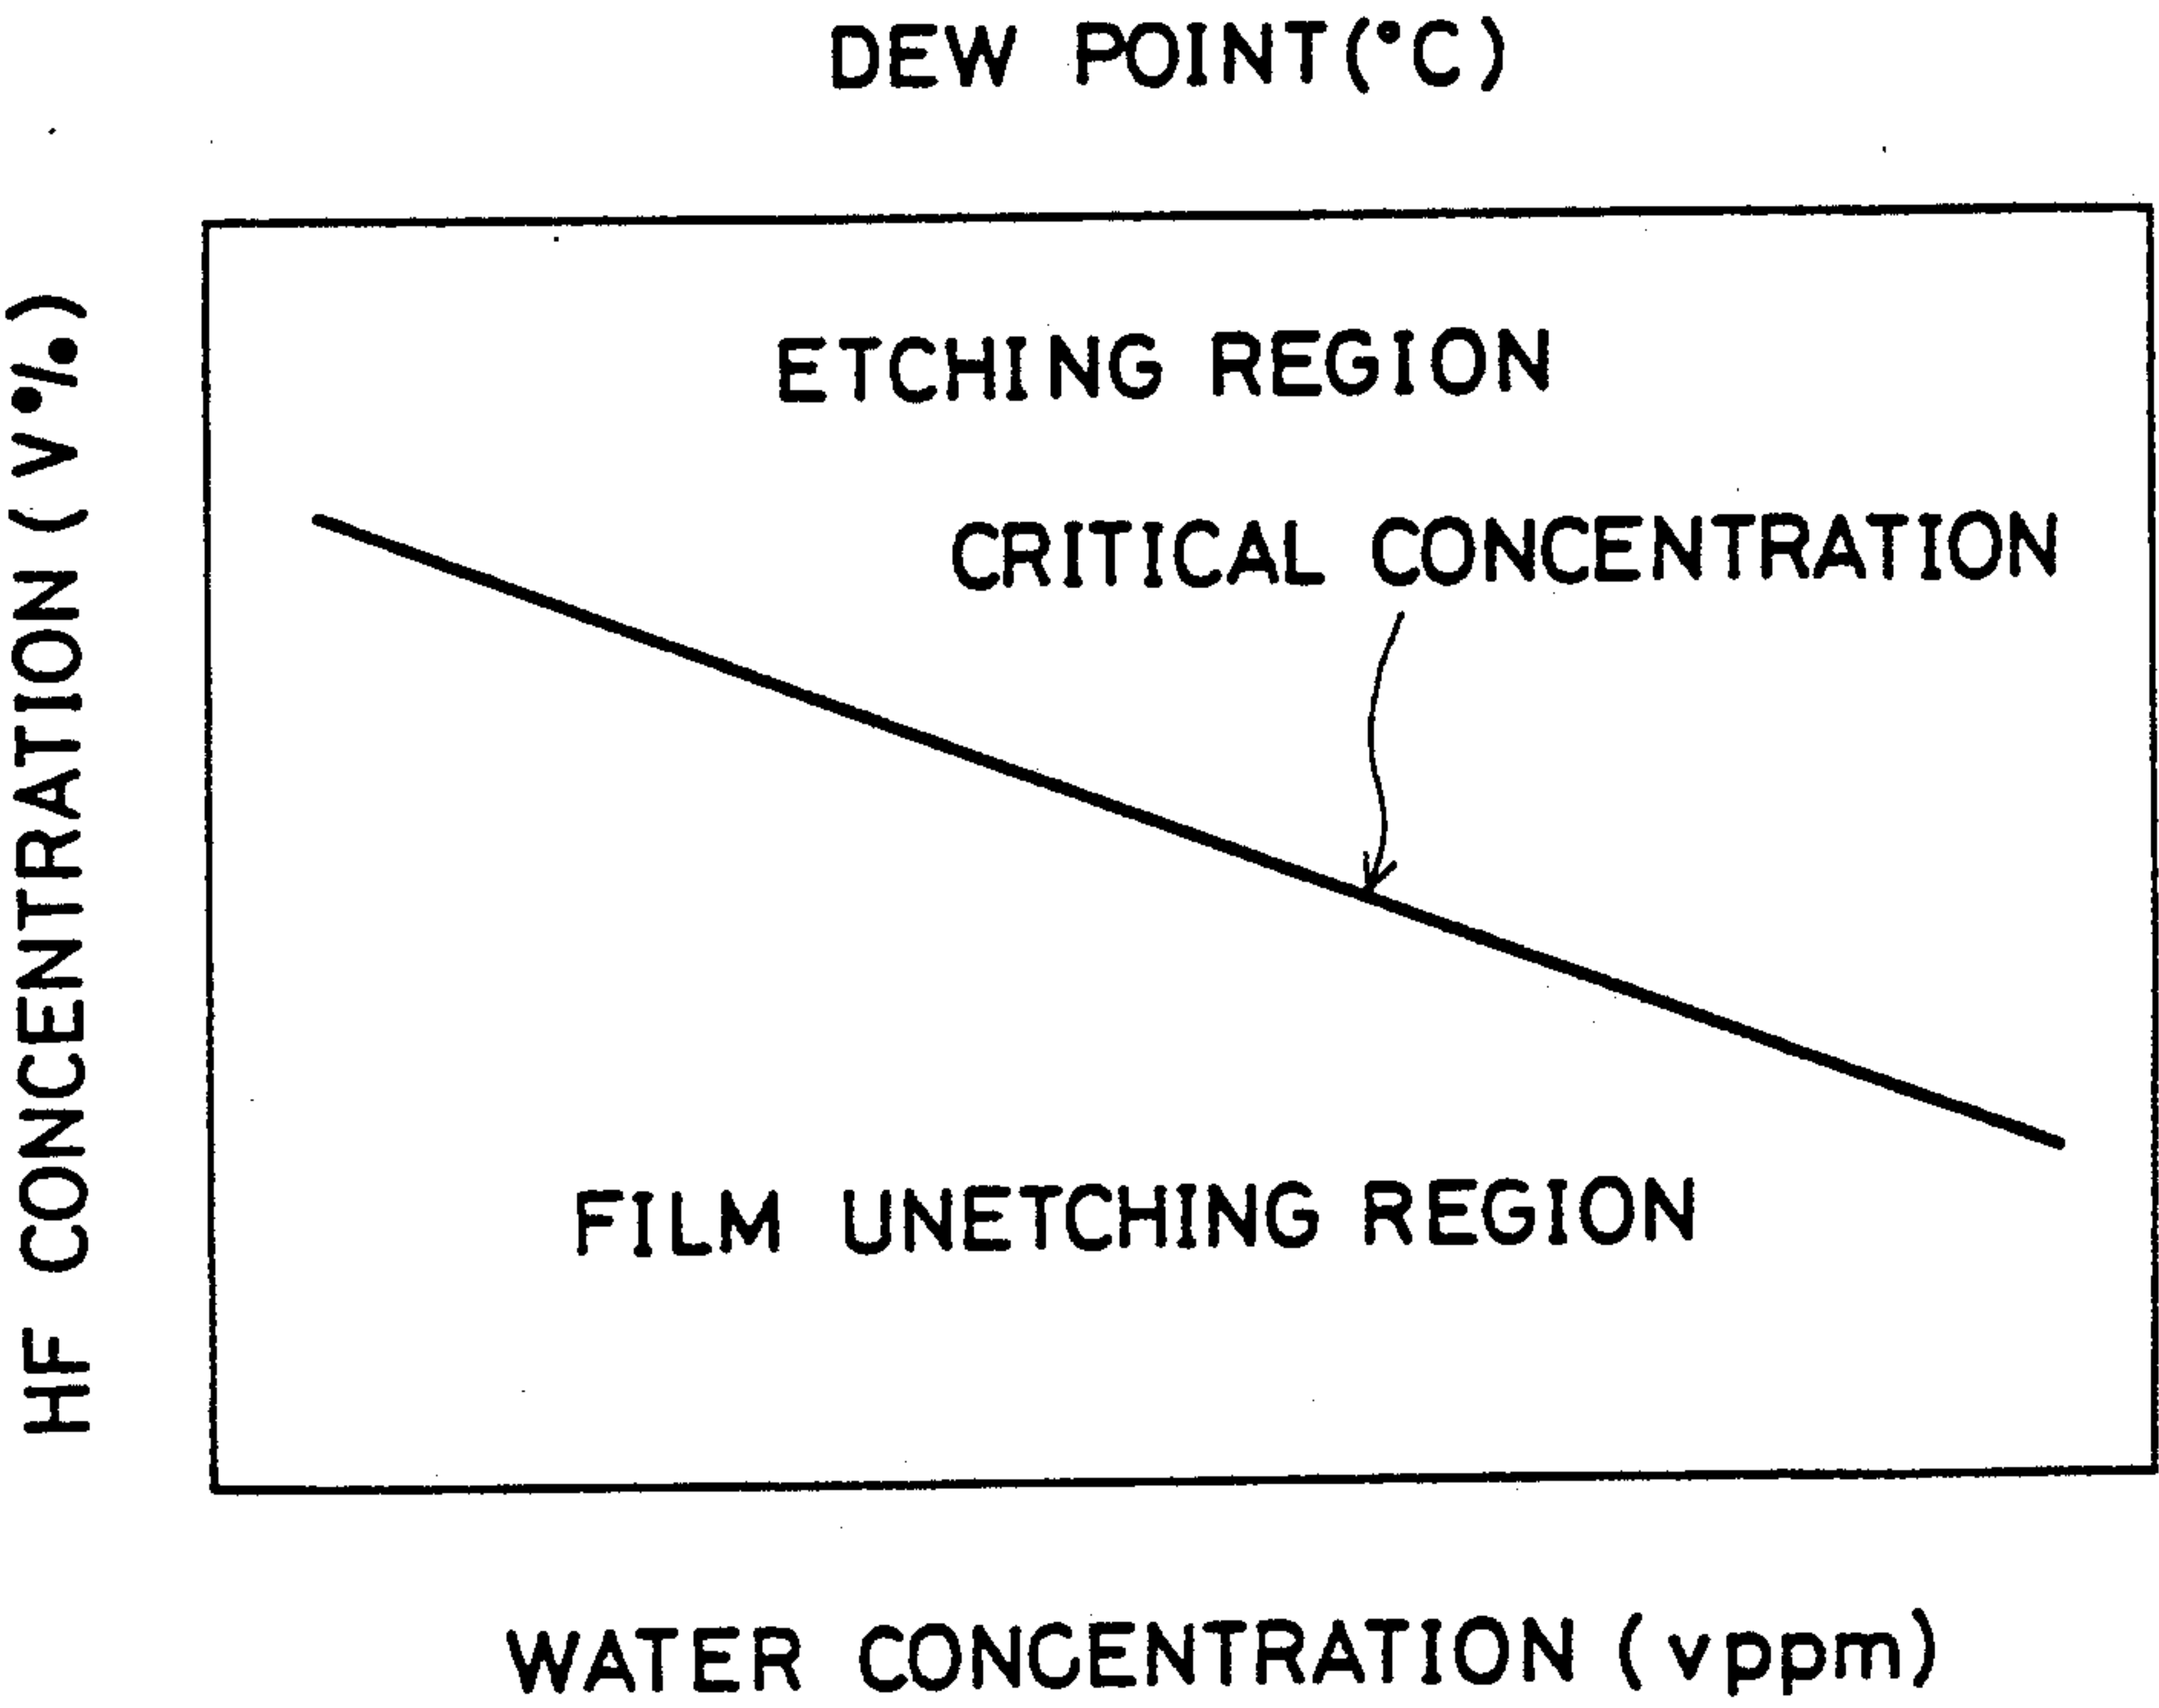 DEW POINT(°C)
ETCHING REGION
CRITICAL CONCENTRATION
FILM UNETCHING REGION
HF CONCENTRATION (V%)
WATER CONCENTRATION (vppm)